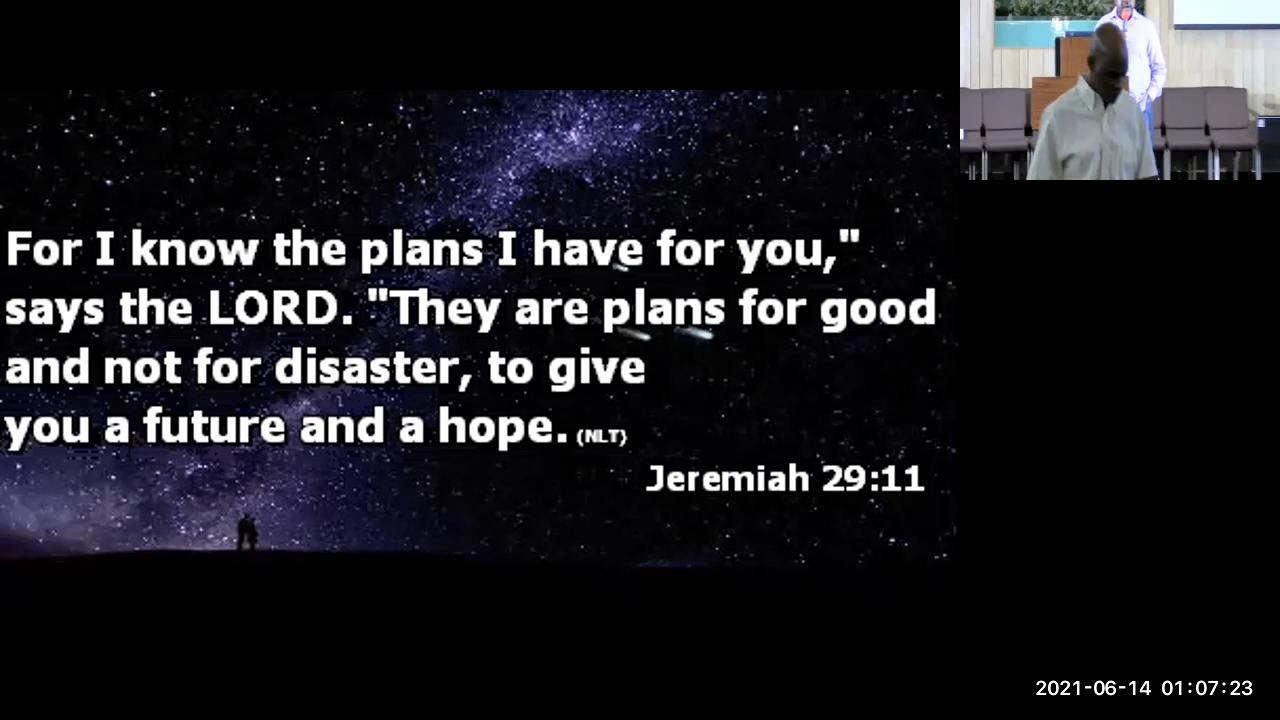 For I know the plans I have for you,"
says the LORD. "They are plans for good
and not for disaster, to give
you a future and a hope. (NLT)
Jeremiah 29:11
2021-06-14 01:07:23